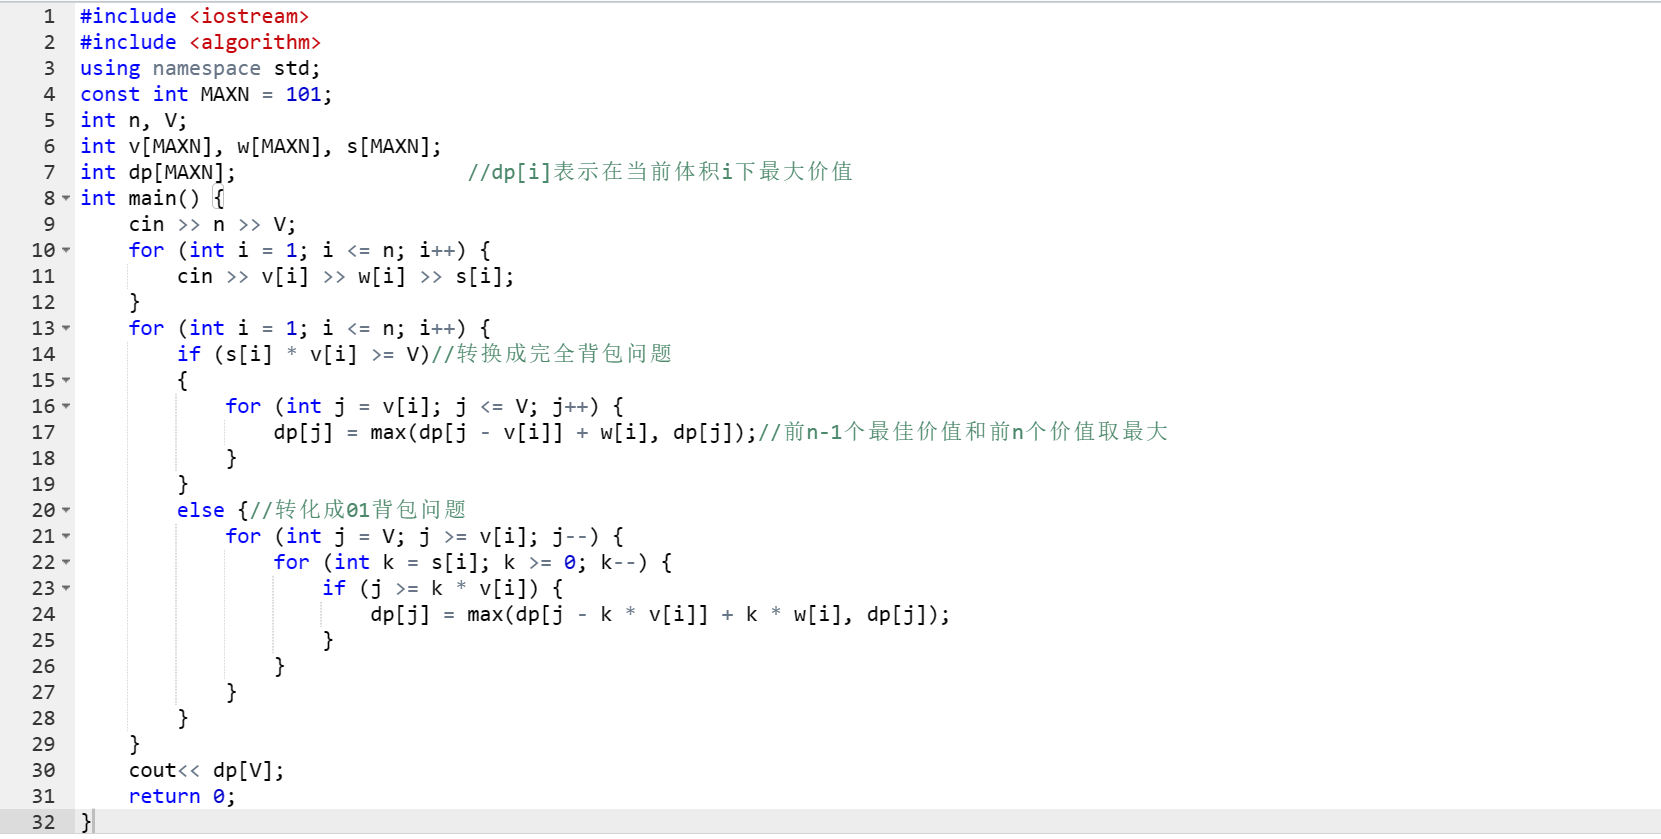 1 #include <iostream>
2 #include <algorithm>
3 using namespace std;
4 const int MAXN = 101;
5 int n, V;
6 int v[MAXN], w[MAXN], s[MAXN];
7 int dp[MAXN];                   //dp[i]表示在当前体积i下最大价值
8 int main() {
9     cin >> n >> V;
10     for (int i = 1; i <= n; i++) {
11         cin >> v[i] >> w[i] >> s[i];
12     }
13     for (int i = 1; i <= n; i++) {
14         if (s[i] * v[i] >= V)//转换成完全背包问题
15         {
16             for (int j = v[i]; j <= V; j++) {
17                 dp[j] = max(dp[j - v[i]] + w[i], dp[j]);//前n-1个最佳价值和前n个价值取最大
18             }
19         }
20         else {//转化成01背包问题
21             for (int j = V; j >= v[i]; j--) {
22                 for (int k = s[i]; k >= 0; k--) {
23                     if (j >= k * v[i]) {
24                         dp[j] = max(dp[j - k * v[i]] + k * w[i], dp[j]);
25                     }
26                 }
27             }
28         }
29     }
30     cout<< dp[V];
31     return 0;
32 }